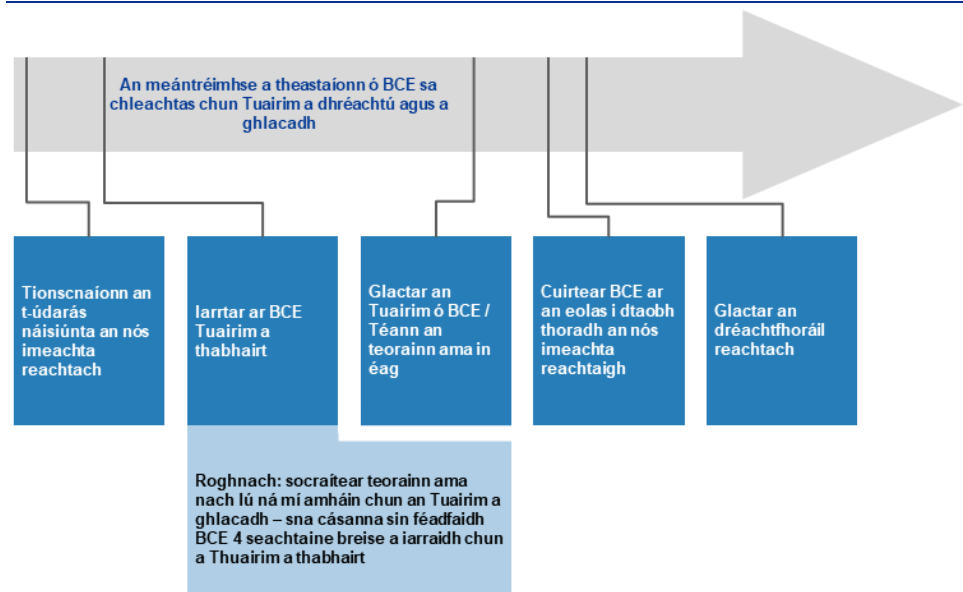 An meántréimhse a theastaíonn ó BCE sa
chleachtas chun Tuairim a dhréachtú agus a
ghlacadh
Tionscnaíonn an
t-údarás
náisiúnta an nós
imeachta
reachtach
Iarrtar ar BCE
Tuairim a
thabhairt
Glactar an
Tuairim ó BCE /
Téann an
teorainn ama in
éag
Cuirtear BCE ar
an eolas i dtaobh
thoradh an nós
imeachta
reachtaigh
Glactar an
dréachtfhoráil
reachtach
Roghnach: socraítear teorainn ama
nach lú ná mí amháin chun an Tuairim a
ghlacadh – sna cásanna sin féadfaidh
BCE 4 seachtaine breise a iarraidh chun
a Thuairim a thabhairt